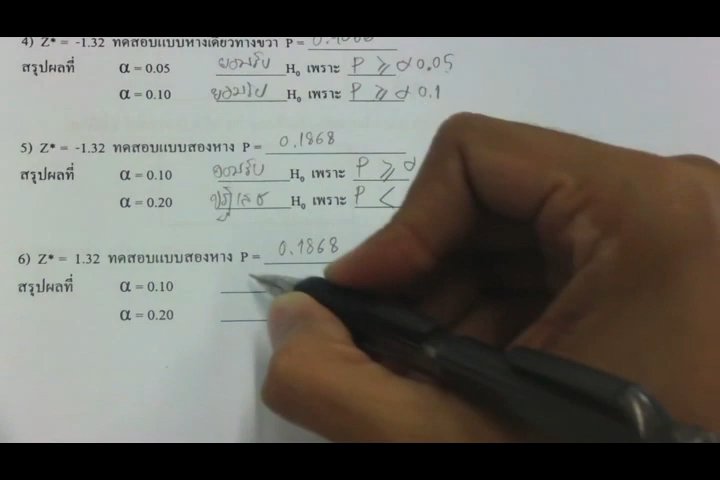 4) Z* = -1.32 ทดสอบแบบหางเดียวทางขวา P =
สรุปผลที่ α = 0.05 ยอมรับ H₀ เพราะ P ⩾ α 0.05
α = 0.10 ยอมรับ H₀ เพราะ P ⩾ α 0.1
5) Z* = -1.32 ทดสอบแบบสองหาง P = 0.1868
สรุปผลที่ α = 0.10 ยอมรับ H₀ เพราะ P ⩾ α
α = 0.20 ปฏิเสธ H₀ เพราะ P <
6) Z* = 1.32 ทดสอบแบบสองหาง P = 0.1868
สรุปผลที่ α = 0.10
α = 0.20